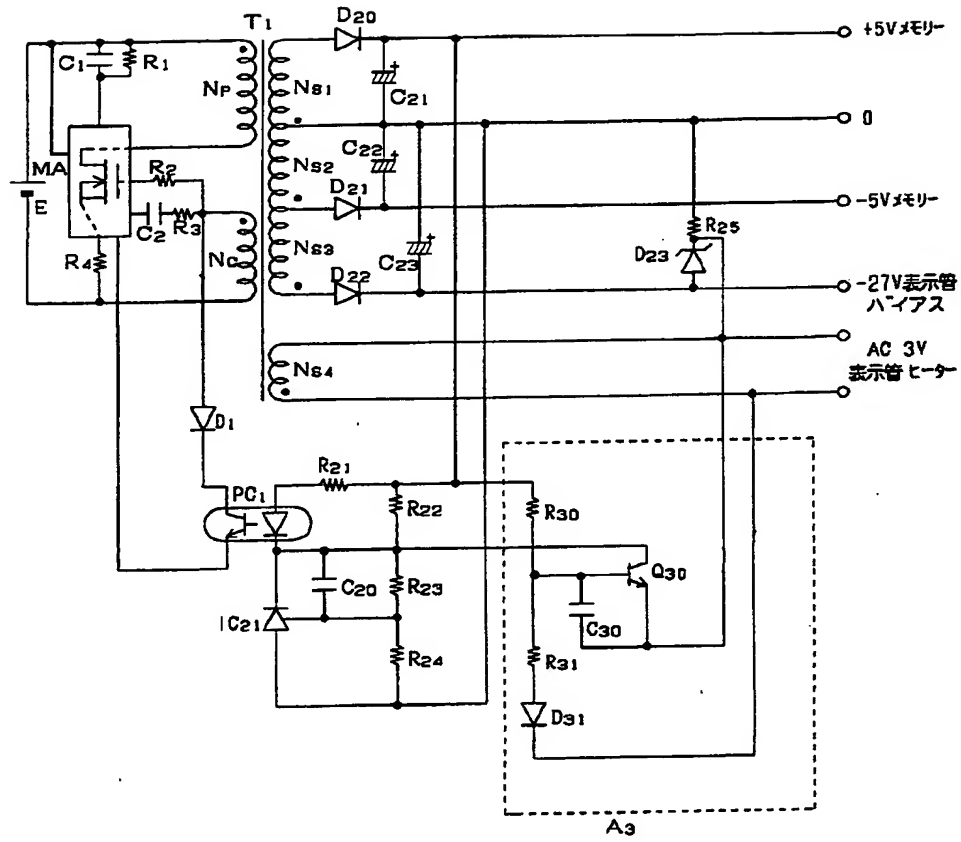 D20
T1
+5Vメモリー
C1
R1
NP
NS1
C21
0
MA
R2
C22
NS2
D21
E
C2
R3
-5Vメモリー
R25
R4
NC
NS3
C23
D23
D22
-27V表示管
バイアス
NS4
AC 3V
表示管 ヒーター
D1
R21
PC1
R22
R30
Q30
C20
R23
IC21
C30
R24
R31
D31
A3